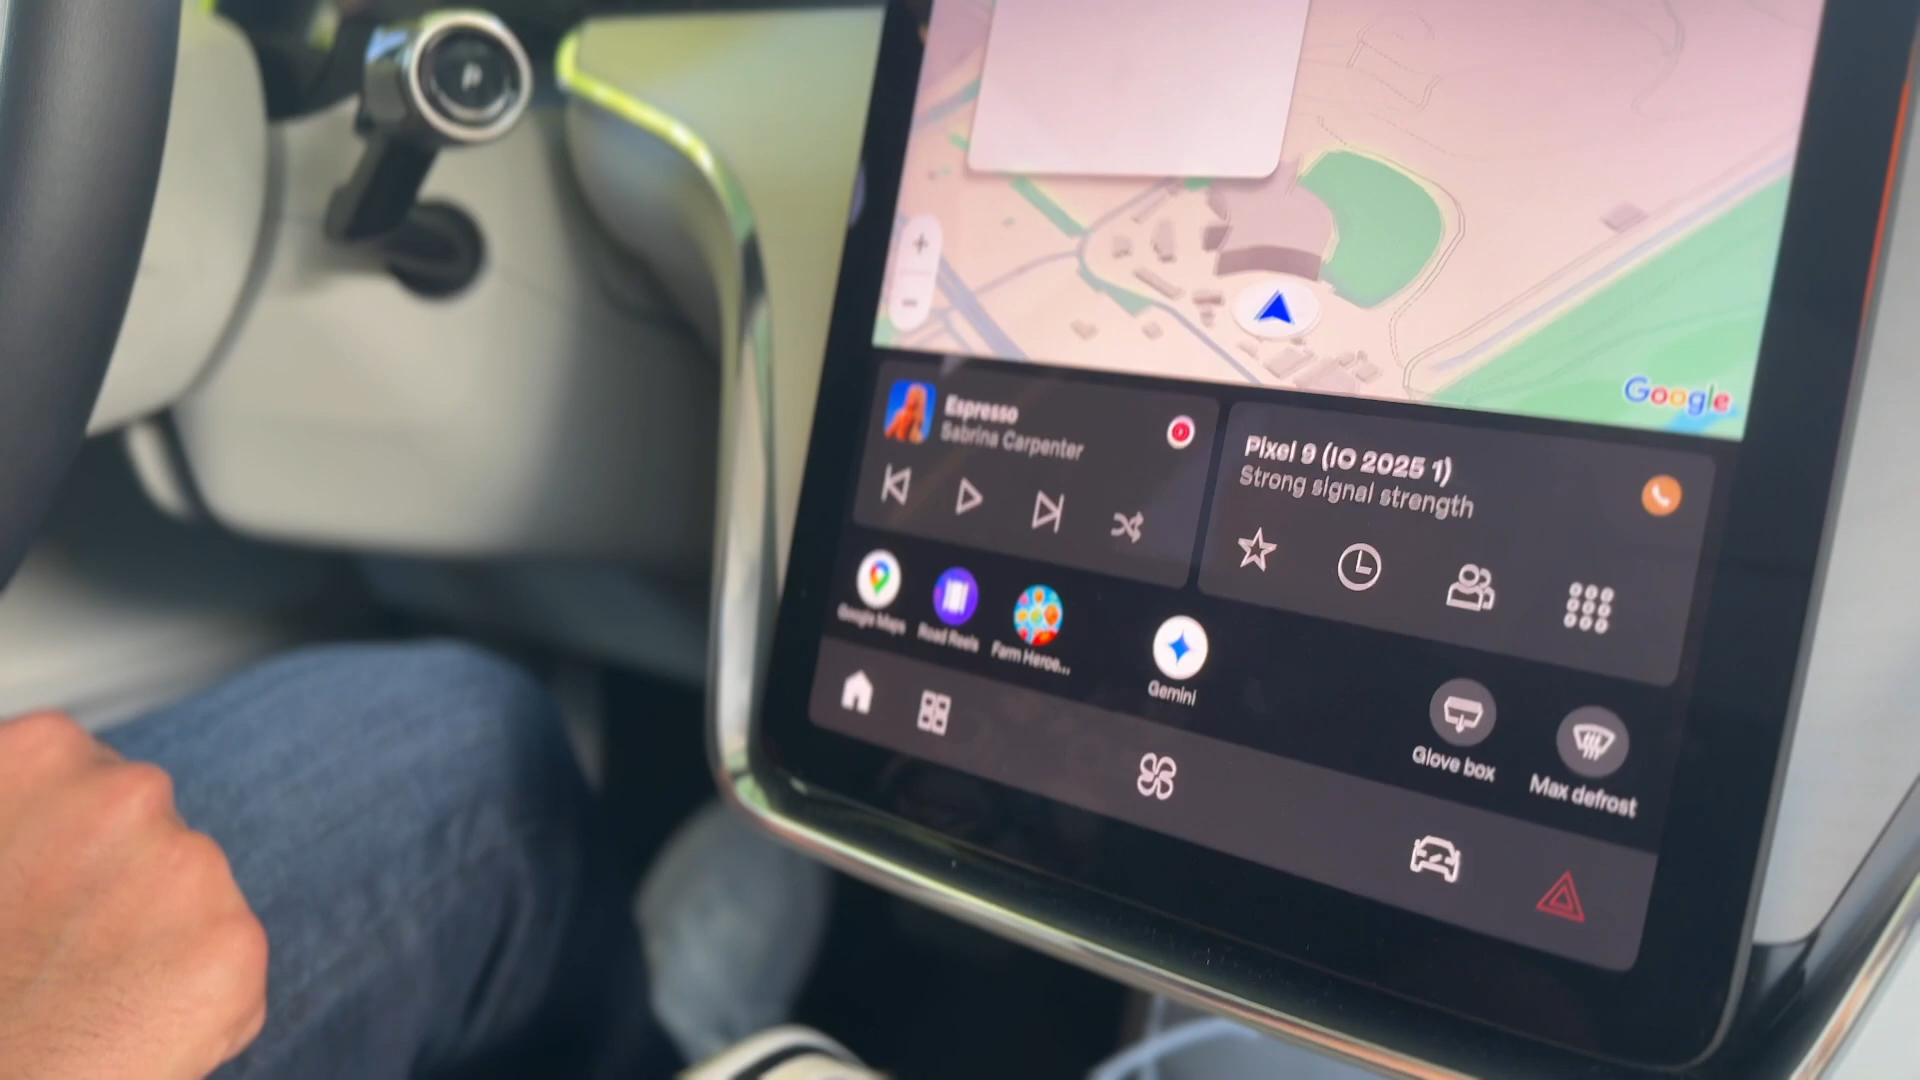 P
Google
Espresso
Sabrina Carpenter
Pixel 9 (IO 2025 1)
Strong signal strength
Google Maps
Road Reels
Farm Heroe...
Gemini
Glove box
Max defrost